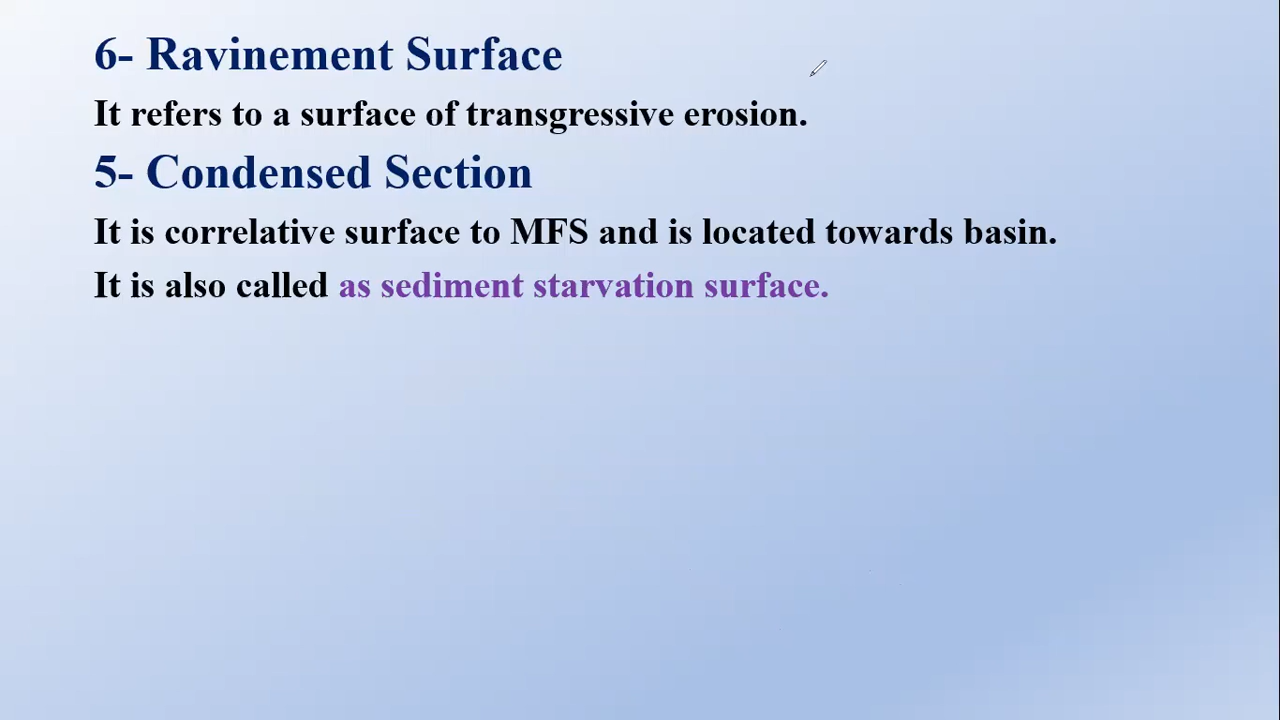 6- Ravinement Surface
It refers to a surface of transgressive erosion.
5- Condensed Section
It is correlative surface to MFS and is located towards basin.
It is also called as sediment starvation surface.